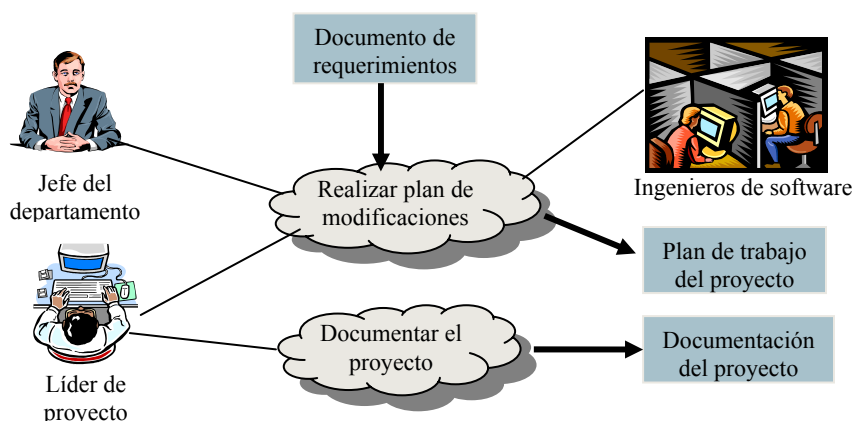 Documento de
requerimientos
Jefe del
departamento
Realizar plan de
modificaciones
Ingenieros de software
Plan de trabajo
del proyecto
Líder de
proyecto
Documentar el
proyecto
Documentación
del proyecto